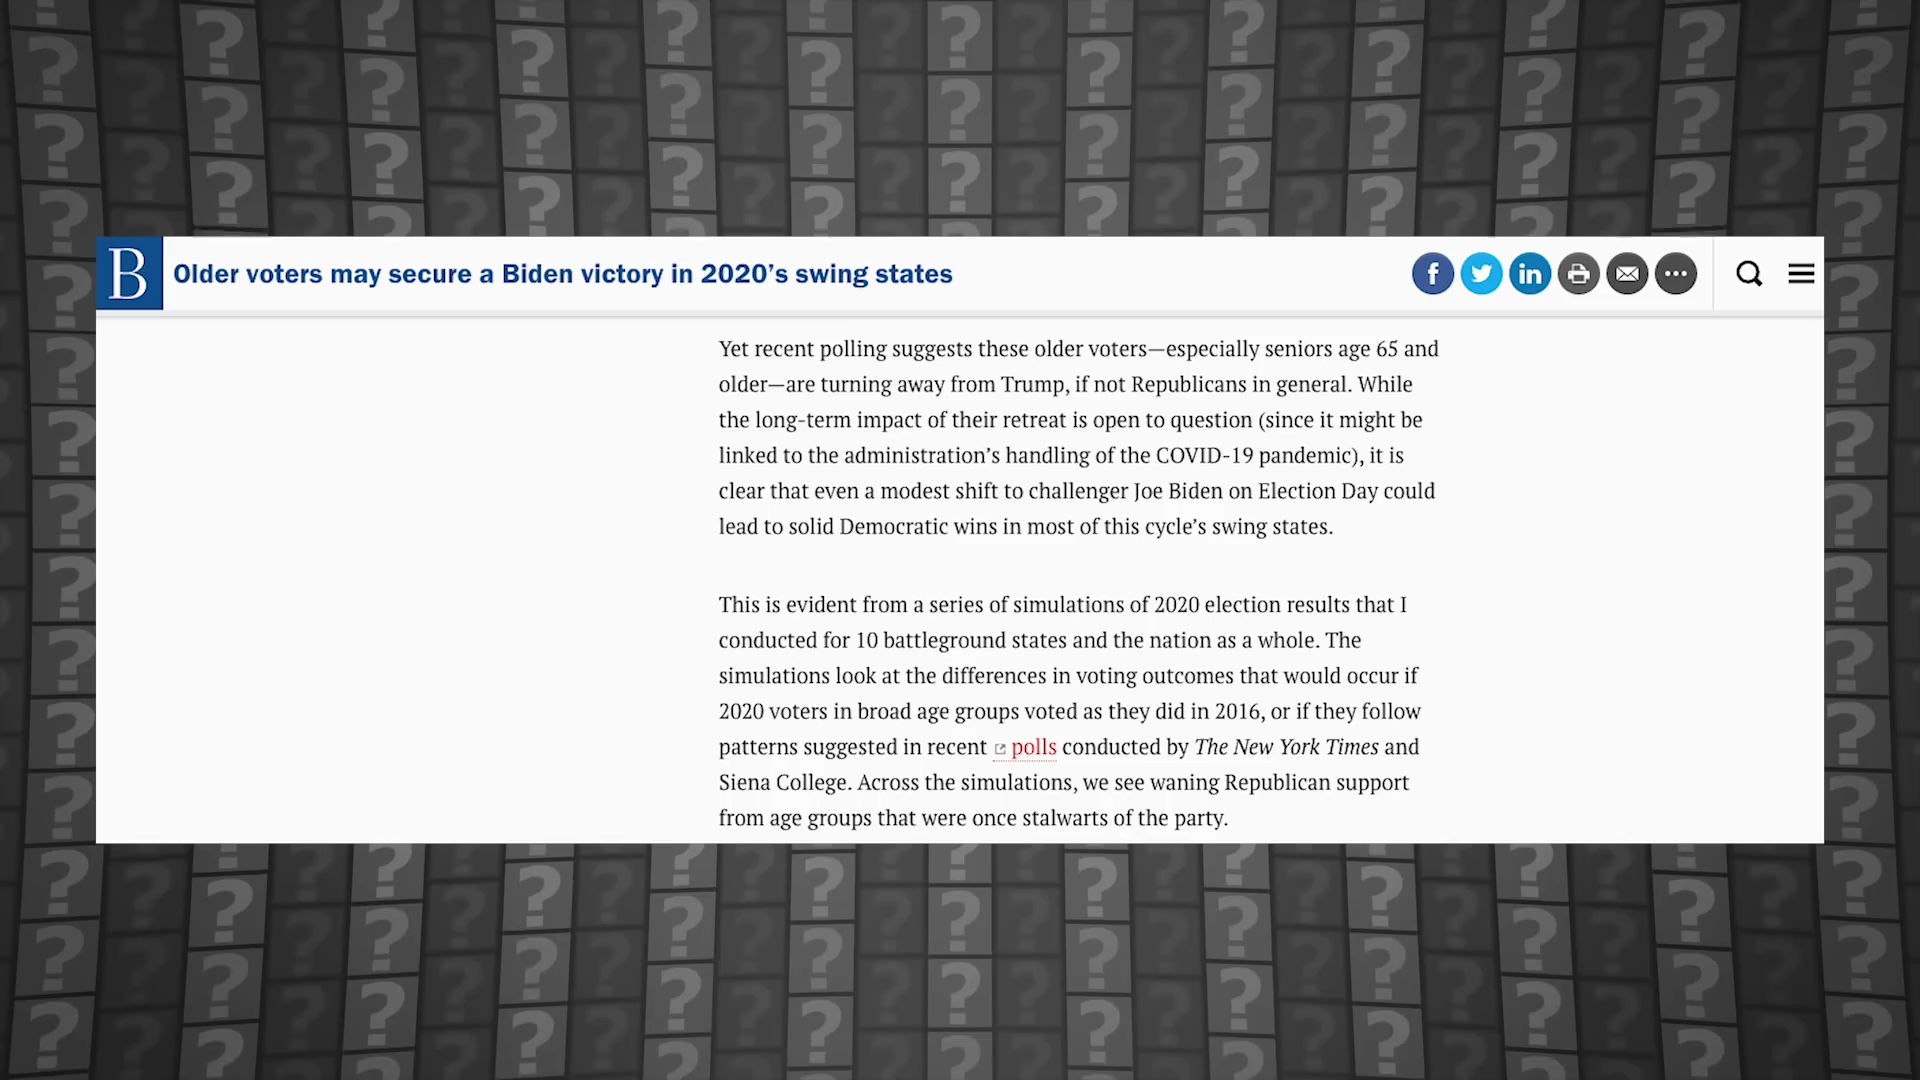 B Older voters may secure a Biden victory in 2020’s swing states
Yet recent polling suggests these older voters—especially seniors age 65 and
older—are turning away from Trump, if not Republicans in general. While
the long-term impact of their retreat is open to question (since it might be
linked to the administration’s handling of the COVID-19 pandemic), it is
clear that even a modest shift to challenger Joe Biden on Election Day could
lead to solid Democratic wins in most of this cycle’s swing states.
This is evident from a series of simulations of 2020 election results that I
conducted for 10 battleground states and the nation as a whole. The
simulations look at the differences in voting outcomes that would occur if
2020 voters in broad age groups voted as they did in 2016, or if they follow
patterns suggested in recent polls conducted by The New York Times and
Siena College. Across the simulations, we see waning Republican support
from age groups that were once stalwarts of the party.